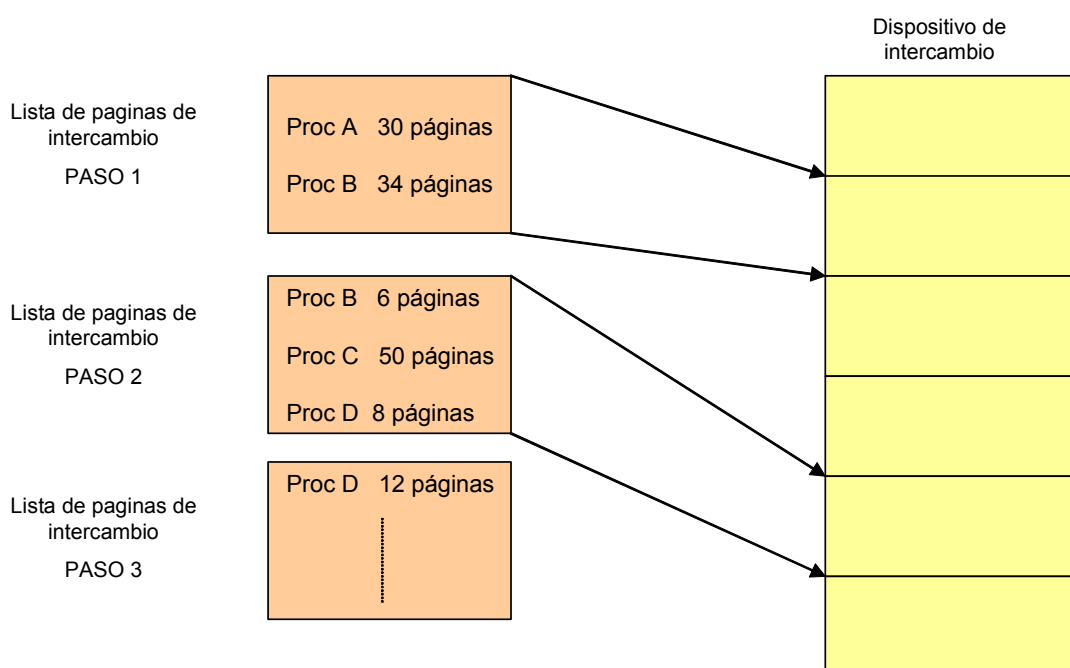 Dispositivo de
intercambio
Lista de paginas de
intercambio
PASO 1
Proc A 30 páginas
Proc B 34 páginas
Lista de paginas de
intercambio
PASO 2
Proc B 6 páginas
Proc C 50 páginas
Proc D 8 páginas
Lista de paginas de
intercambio
PASO 3
Proc D 12 páginas